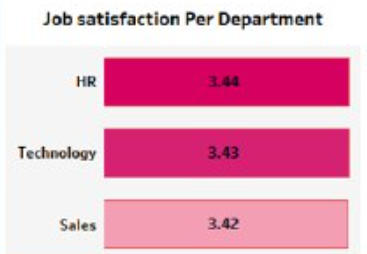 Job satisfaction Per Department
HR 3.44
Technology 3.43
Sales 3.42